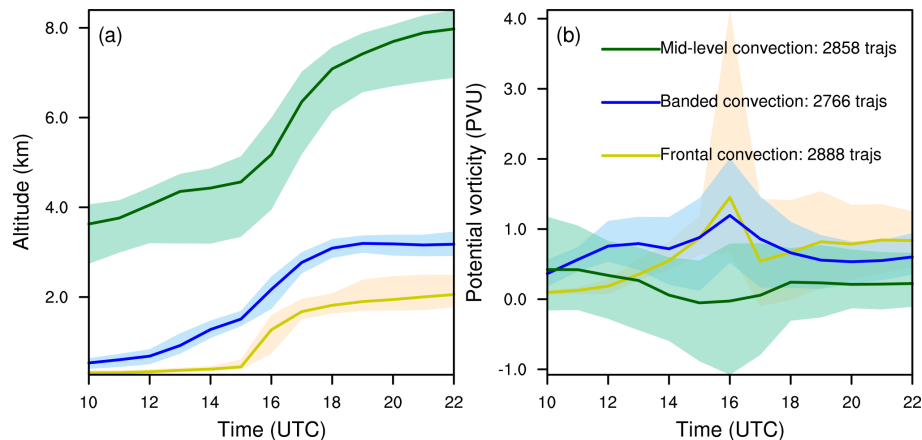 (a)
8.0
6.0
4.0
2.0
Altitude (km)
10 12 14 16 18 20 22
Time (UTC)
(b)
4.0
3.0
2.0
1.0
0.0
-1.0
Potential vorticity (PVU)
Mid-level convection: 2858 trajs
Banded convection: 2766 trajs
Frontal convection: 2888 trajs
10 12 14 16 18 20 22
Time (UTC)